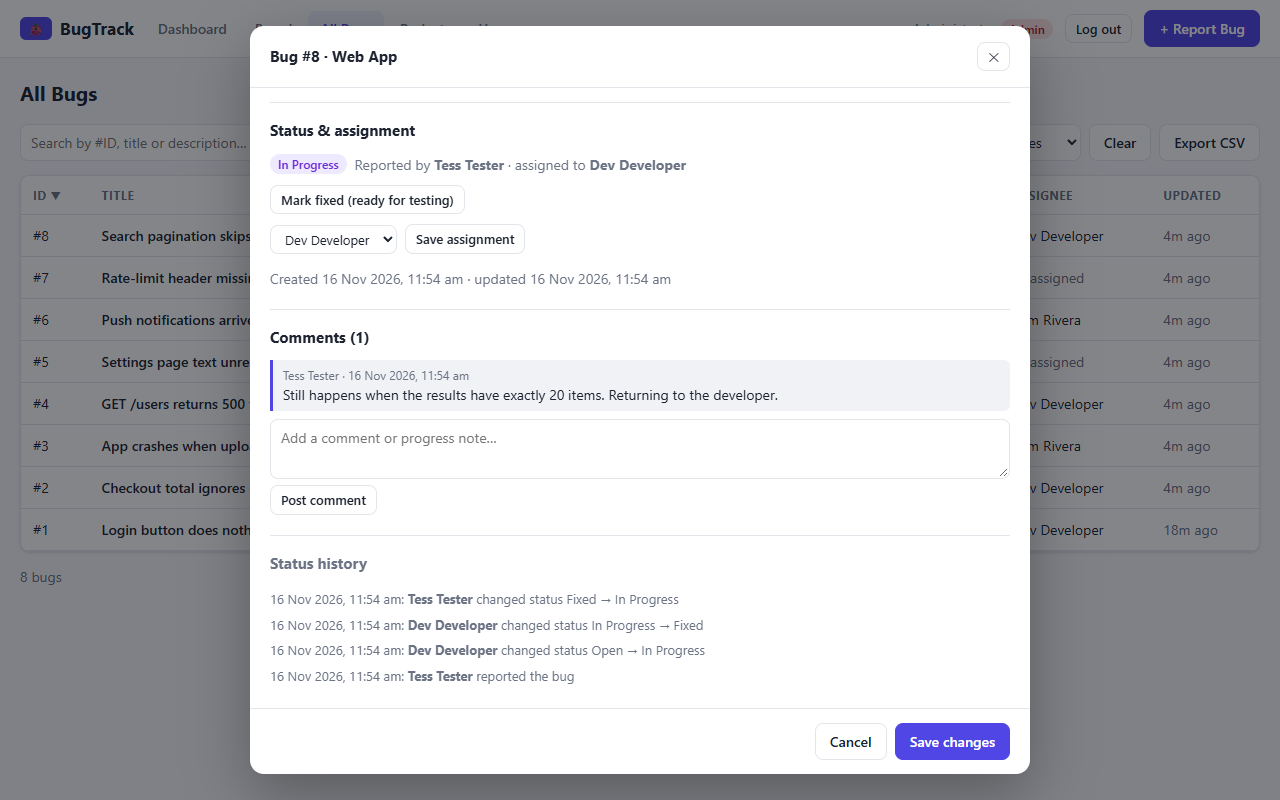 BugTrack Dashboard Log out + Report Bug
Bug #8 · Web App
All Bugs
Search by #ID, title or description... Clear Export CSV
ID ▼ TITLE UPDATED
#8 Search pagination skips Developer 4m ago
#7 Rate-limit header 4m ago
#6 Push notifications Rivera 4m ago
#5 Settings page text 4m ago
#4 GET /users returns 500 Developer 4m ago
#3 App crashes when Rivera 4m ago
#2 Checkout total ignores Developer 4m ago
#1 Login button does Developer 18m ago
8 bugs
Status & assignment
In Progress Reported by Tess Tester · assigned to Dev Developer
Mark fixed (ready for testing)
Dev Developer Save assignment
Created 16 Nov 2026, 11:54 am · updated 16 Nov 2026, 11:54 am
Comments (1)
Tess Tester · 16 Nov 2026, 11:54 am
Still happens when the results have exactly 20 items. Returning to the developer.
Add a comment or progress note...
Post comment
Status history
16 Nov 2026, 11:54 am: Tess Tester changed status Fixed → In Progress
16 Nov 2026, 11:54 am: Dev Developer changed status In Progress → Fixed
16 Nov 2026, 11:54 am: Dev Developer changed status Open → In Progress
16 Nov 2026, 11:54 am: Tess Tester reported the bug
Cancel Save changes